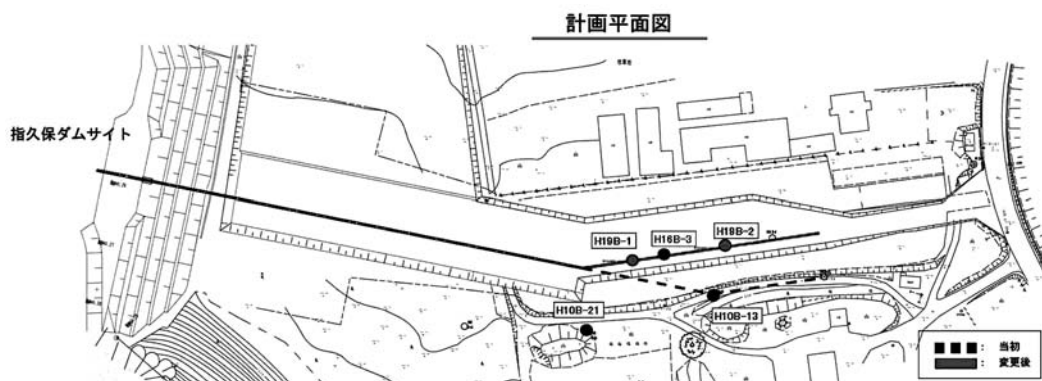 計画平面図
指久保ダムサイト
H19B-1
H16B-3
H19B-2
H10B-21
H10B-13
: 当初
: 変更後